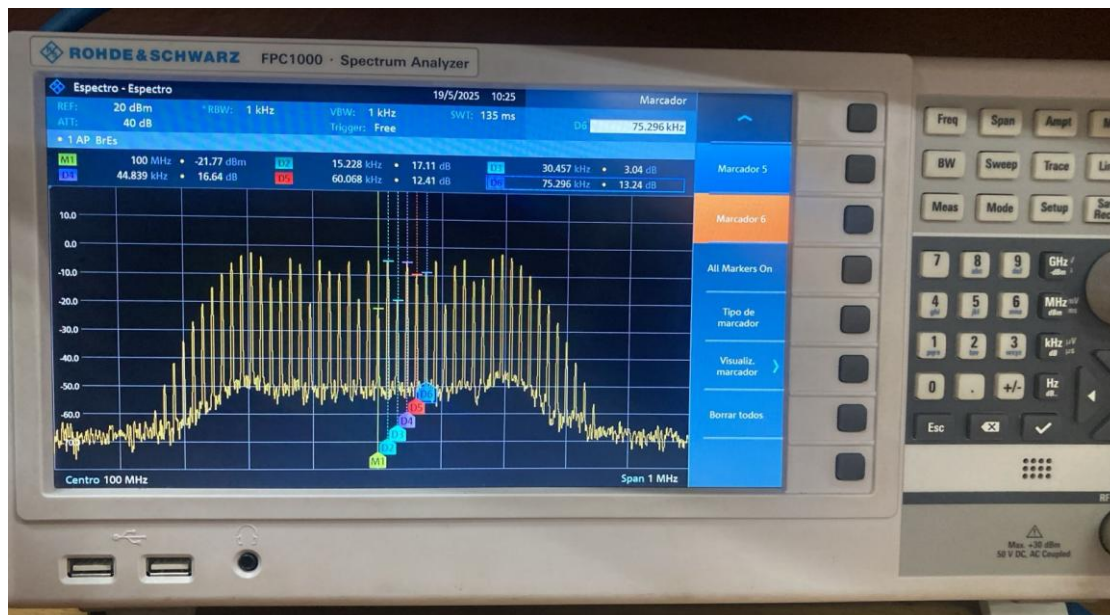 ROHDE&SCHWARZ FPC1000 · Spectrum Analyzer
Espectro - Espectro 19/5/2025 10:25 Marcador
REF: 20 dBm *RBW: 1 kHz VBW: 1 kHz SWT: 135 ms
ATT: 40 dB Trigger: Free D6 75.296 kHz
• 1 AP BrEs
M1 100 MHz • -21.77 dBm D2 15.228 kHz • 17.11 dB D3 30.457 kHz • 3.04 dB
D4 44.839 kHz • 16.64 dB D5 60.068 kHz • 12.41 dB D6 75.296 kHz • 13.24 dB
10.0
0.0
-10.0
-20.0
-30.0
-40.0
-50.0
-60.0
D6
D5
D4
D3
D2
M1
Centro 100 MHz Span 1 MHz
Marcador 5
Marcador 6
All Markers On
Tipo de
marcador
Visualiz.
marcador
Borrar todos
Freq Span Ampt
BW Sweep Trace
Meas Mode Setup
7 8 9 GHz
4 5 6 MHz
1 2 3 kHz
0 . +/- Hz
Esc
Max. +30 dBm
50 V DC, AC Coupled